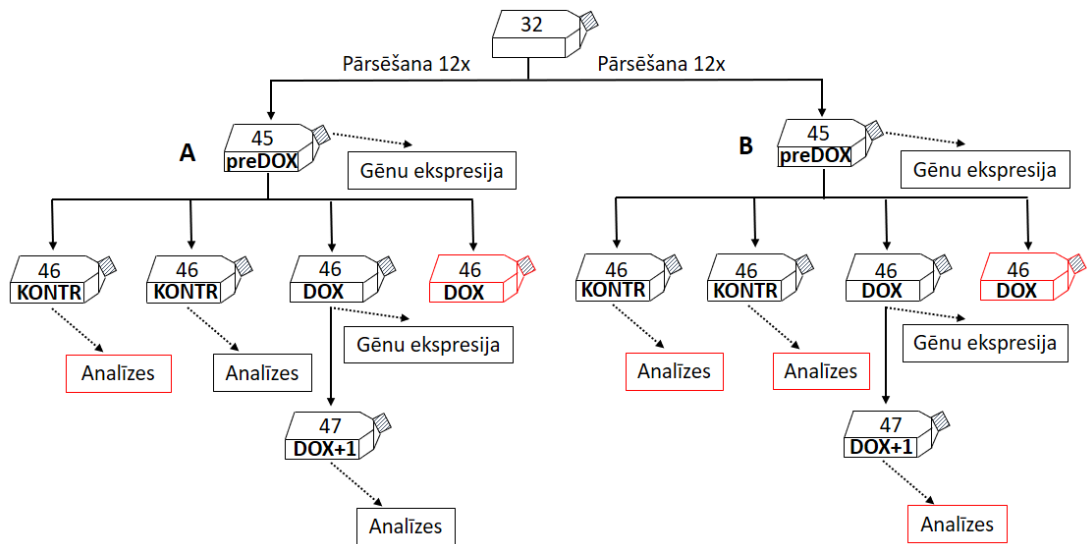 32
Pārsēšana 12x
Pārsēšana 12x
A
45
preDOX
Gēnu ekspresija
B
45
preDOX
Gēnu ekspresija
46
KONTR
46
KONTR
46
DOX
46
DOX
46
KONTR
46
KONTR
46
DOX
46
DOX
Analīzes
Analīzes
Gēnu ekspresija
Analīzes
Analīzes
Gēnu ekspresija
47
DOX+1
47
DOX+1
Analīzes
Analīzes